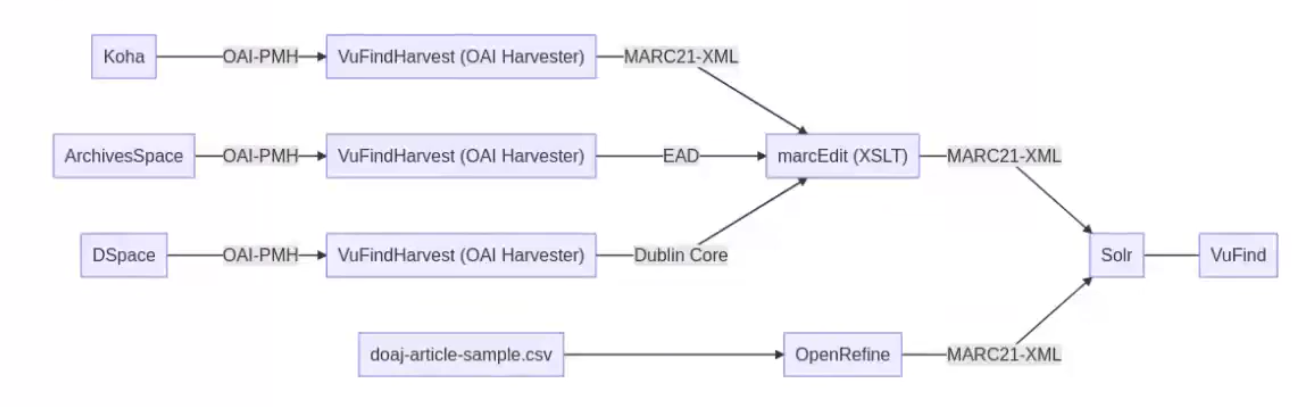 Koha OAI-PMH VuFindHarvest (OAI Harvester) MARC21-XML
ArchivesSpace OAI-PMH VuFindHarvest (OAI Harvester) EAD marcEdit (XSLT) MARC21-XML
DSpace OAI-PMH VuFindHarvest (OAI Harvester) Dublin Core Solr VuFind
doaj-article-sample.csv OpenRefine MARC21-XML